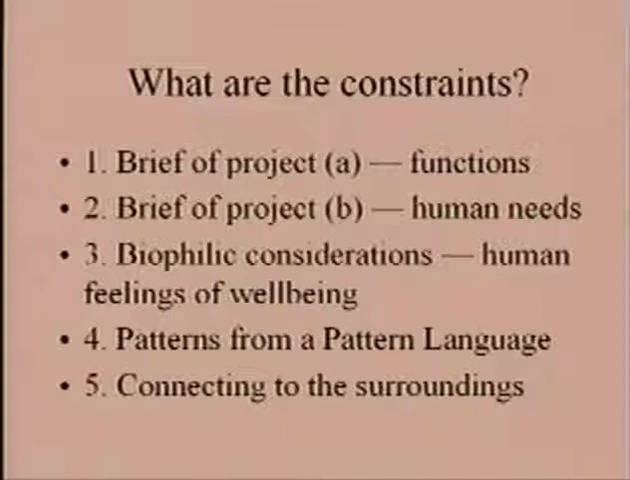 What are the constraints?
• 1. Brief of project (a) — functions
• 2. Brief of project (b) — human needs
• 3. Biophilic considerations — human
feelings of wellbeing
• 4. Patterns from a Pattern Language
• 5. Connecting to the surroundings